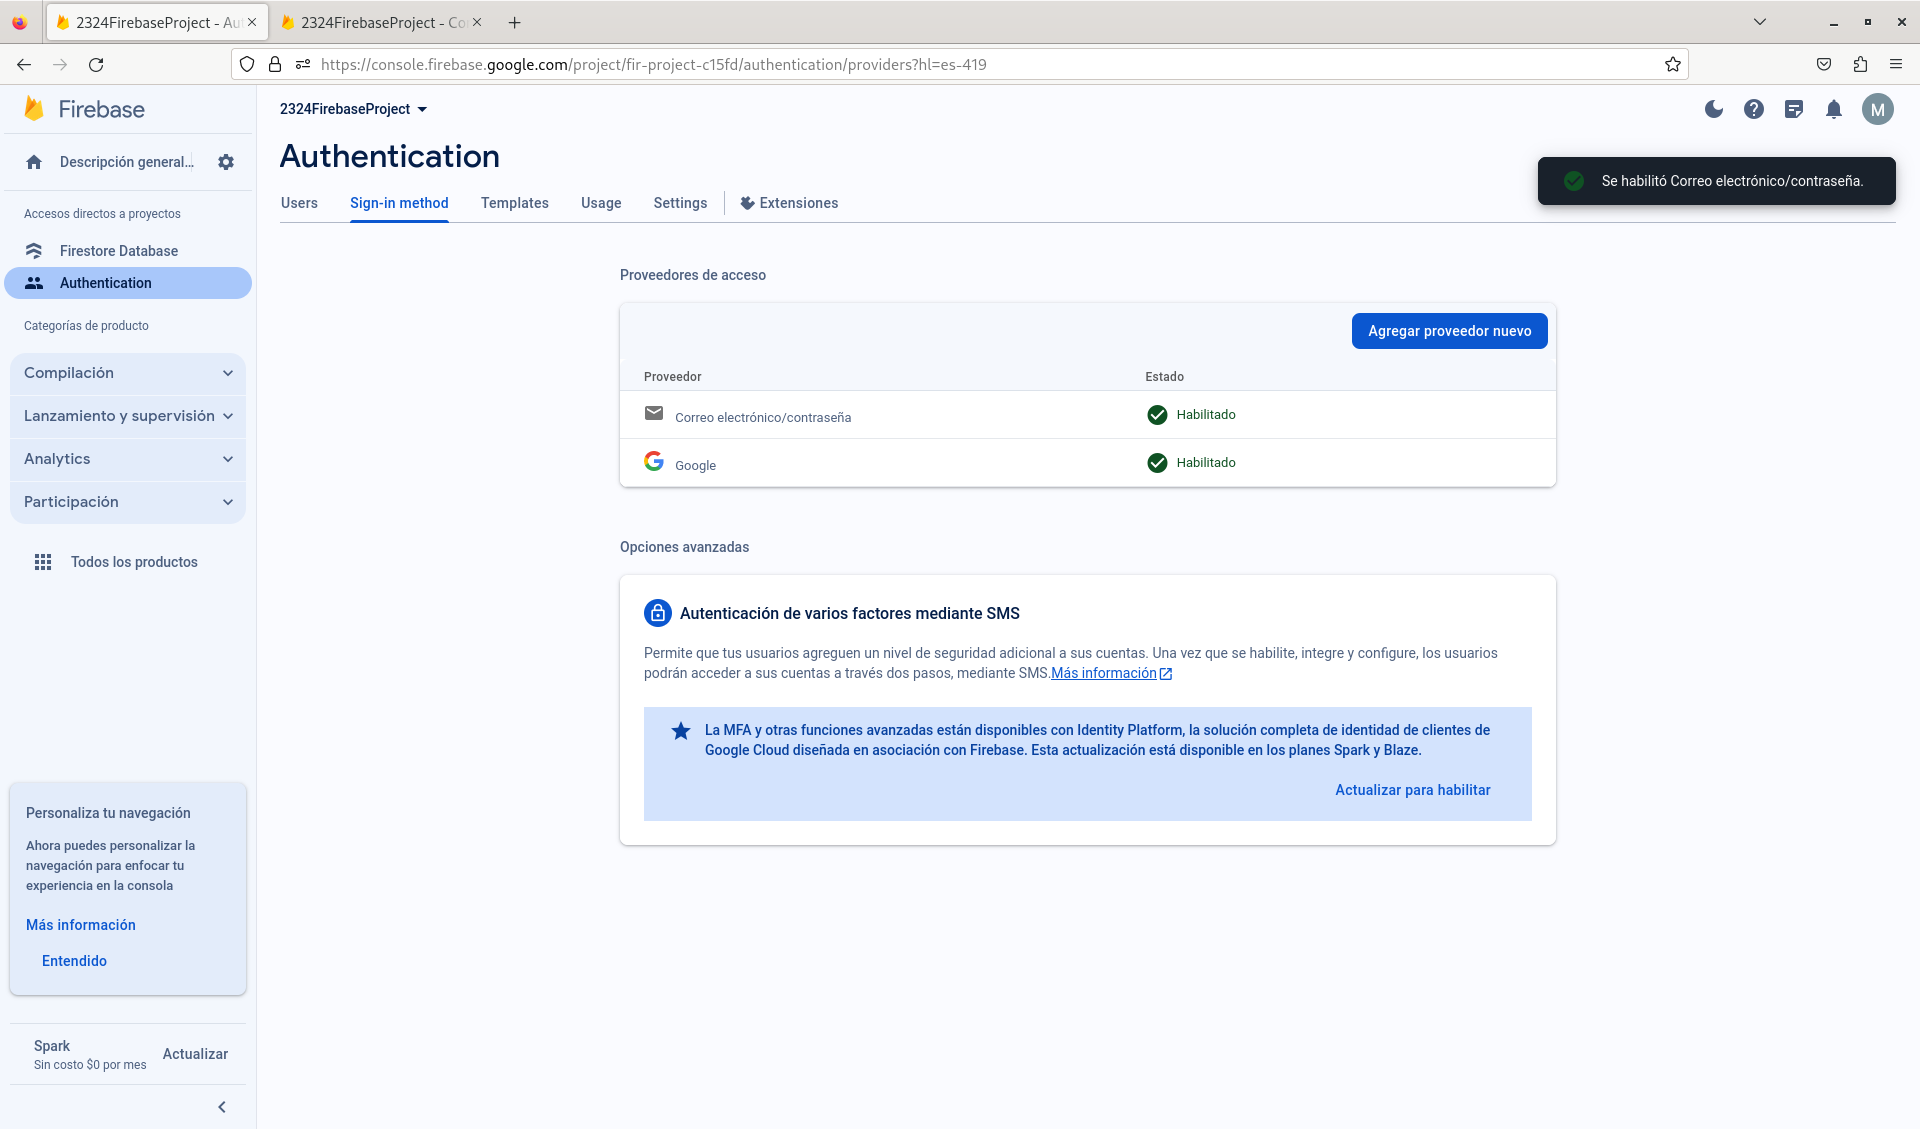 2324FirebaseProject - Au
2324FirebaseProject - Co
https://console.firebase.google.com/project/fir-project-c15fd/authentication/providers?hl=es-419
Firebase
Descripción general...
Accesos directos a proyectos
Firestore Database
Authentication
Categorías de producto
Compilación
Lanzamiento y supervisión
Analytics
Participación
Todos los productos
Personaliza tu navegación
Ahora puedes personalizar la
navegación para enfocar tu
experiencia en la consola
Más información
Entendido
Spark
Sin costo $0 por mes
Actualizar
2324FirebaseProject
M
Authentication
Users
Sign-in method
Templates
Usage
Settings
Extensions
Se habilitó Correo electrónico/contraseña.
Proveedores de acceso
Agregar proveedor nuevo
Proveedor Estado
Correo electrónico/contraseña Habilitado
Google Habilitado
Opciones avanzadas
Autenticación de varios factores mediante SMS
Permite que tus usuarios agreguen un nivel de seguridad adicional a sus cuentas. Una vez que se habilite, integre y configure, los usuarios
podrán acceder a sus cuentas a través dos pasos, mediante SMS.Más información
La MFA y otras funciones avanzadas están disponibles con Identity Platform, la solución completa de identidad de clientes de
Google Cloud diseñada en asociación con Firebase. Esta actualización está disponible en los planes Spark y Blaze.
Actualizar para habilitar